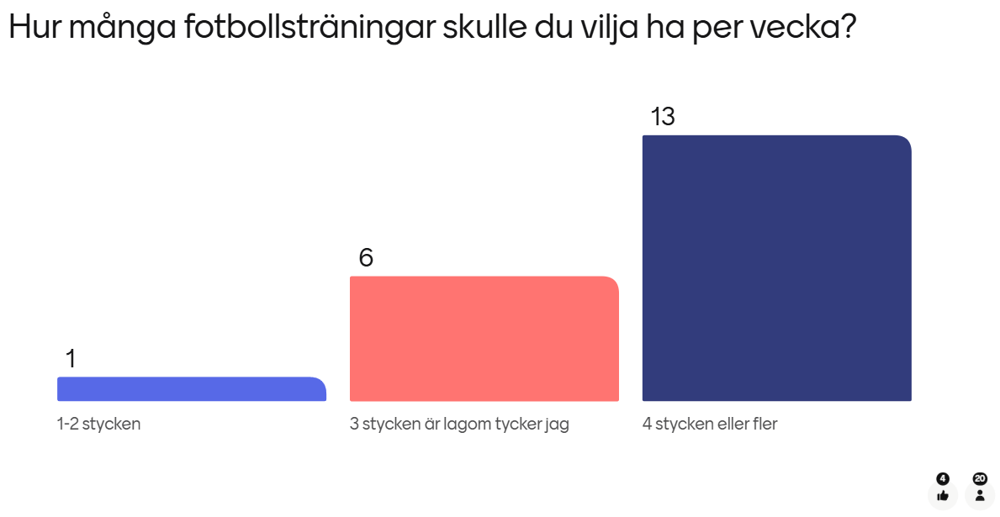 Hur många fotbollsträningar skulle du vilja ha per vecka?
13
6
1
1-2 stycken
3 stycken är lagom tycker jag
4 stycken eller fler
4
20